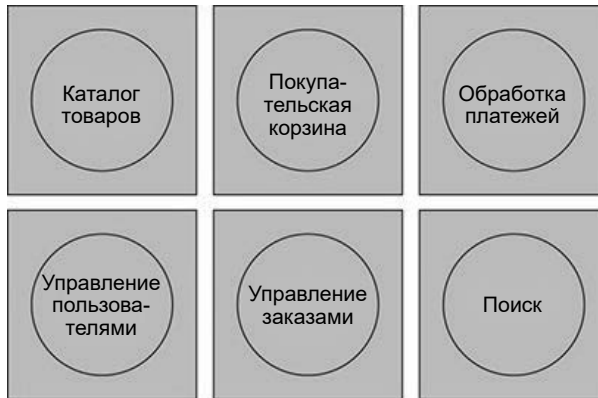 Каталог
товаров
Покупа-
тельская
корзина
Обработка
платежей
Управление
пользова-
телями
Управление
заказами
Поиск